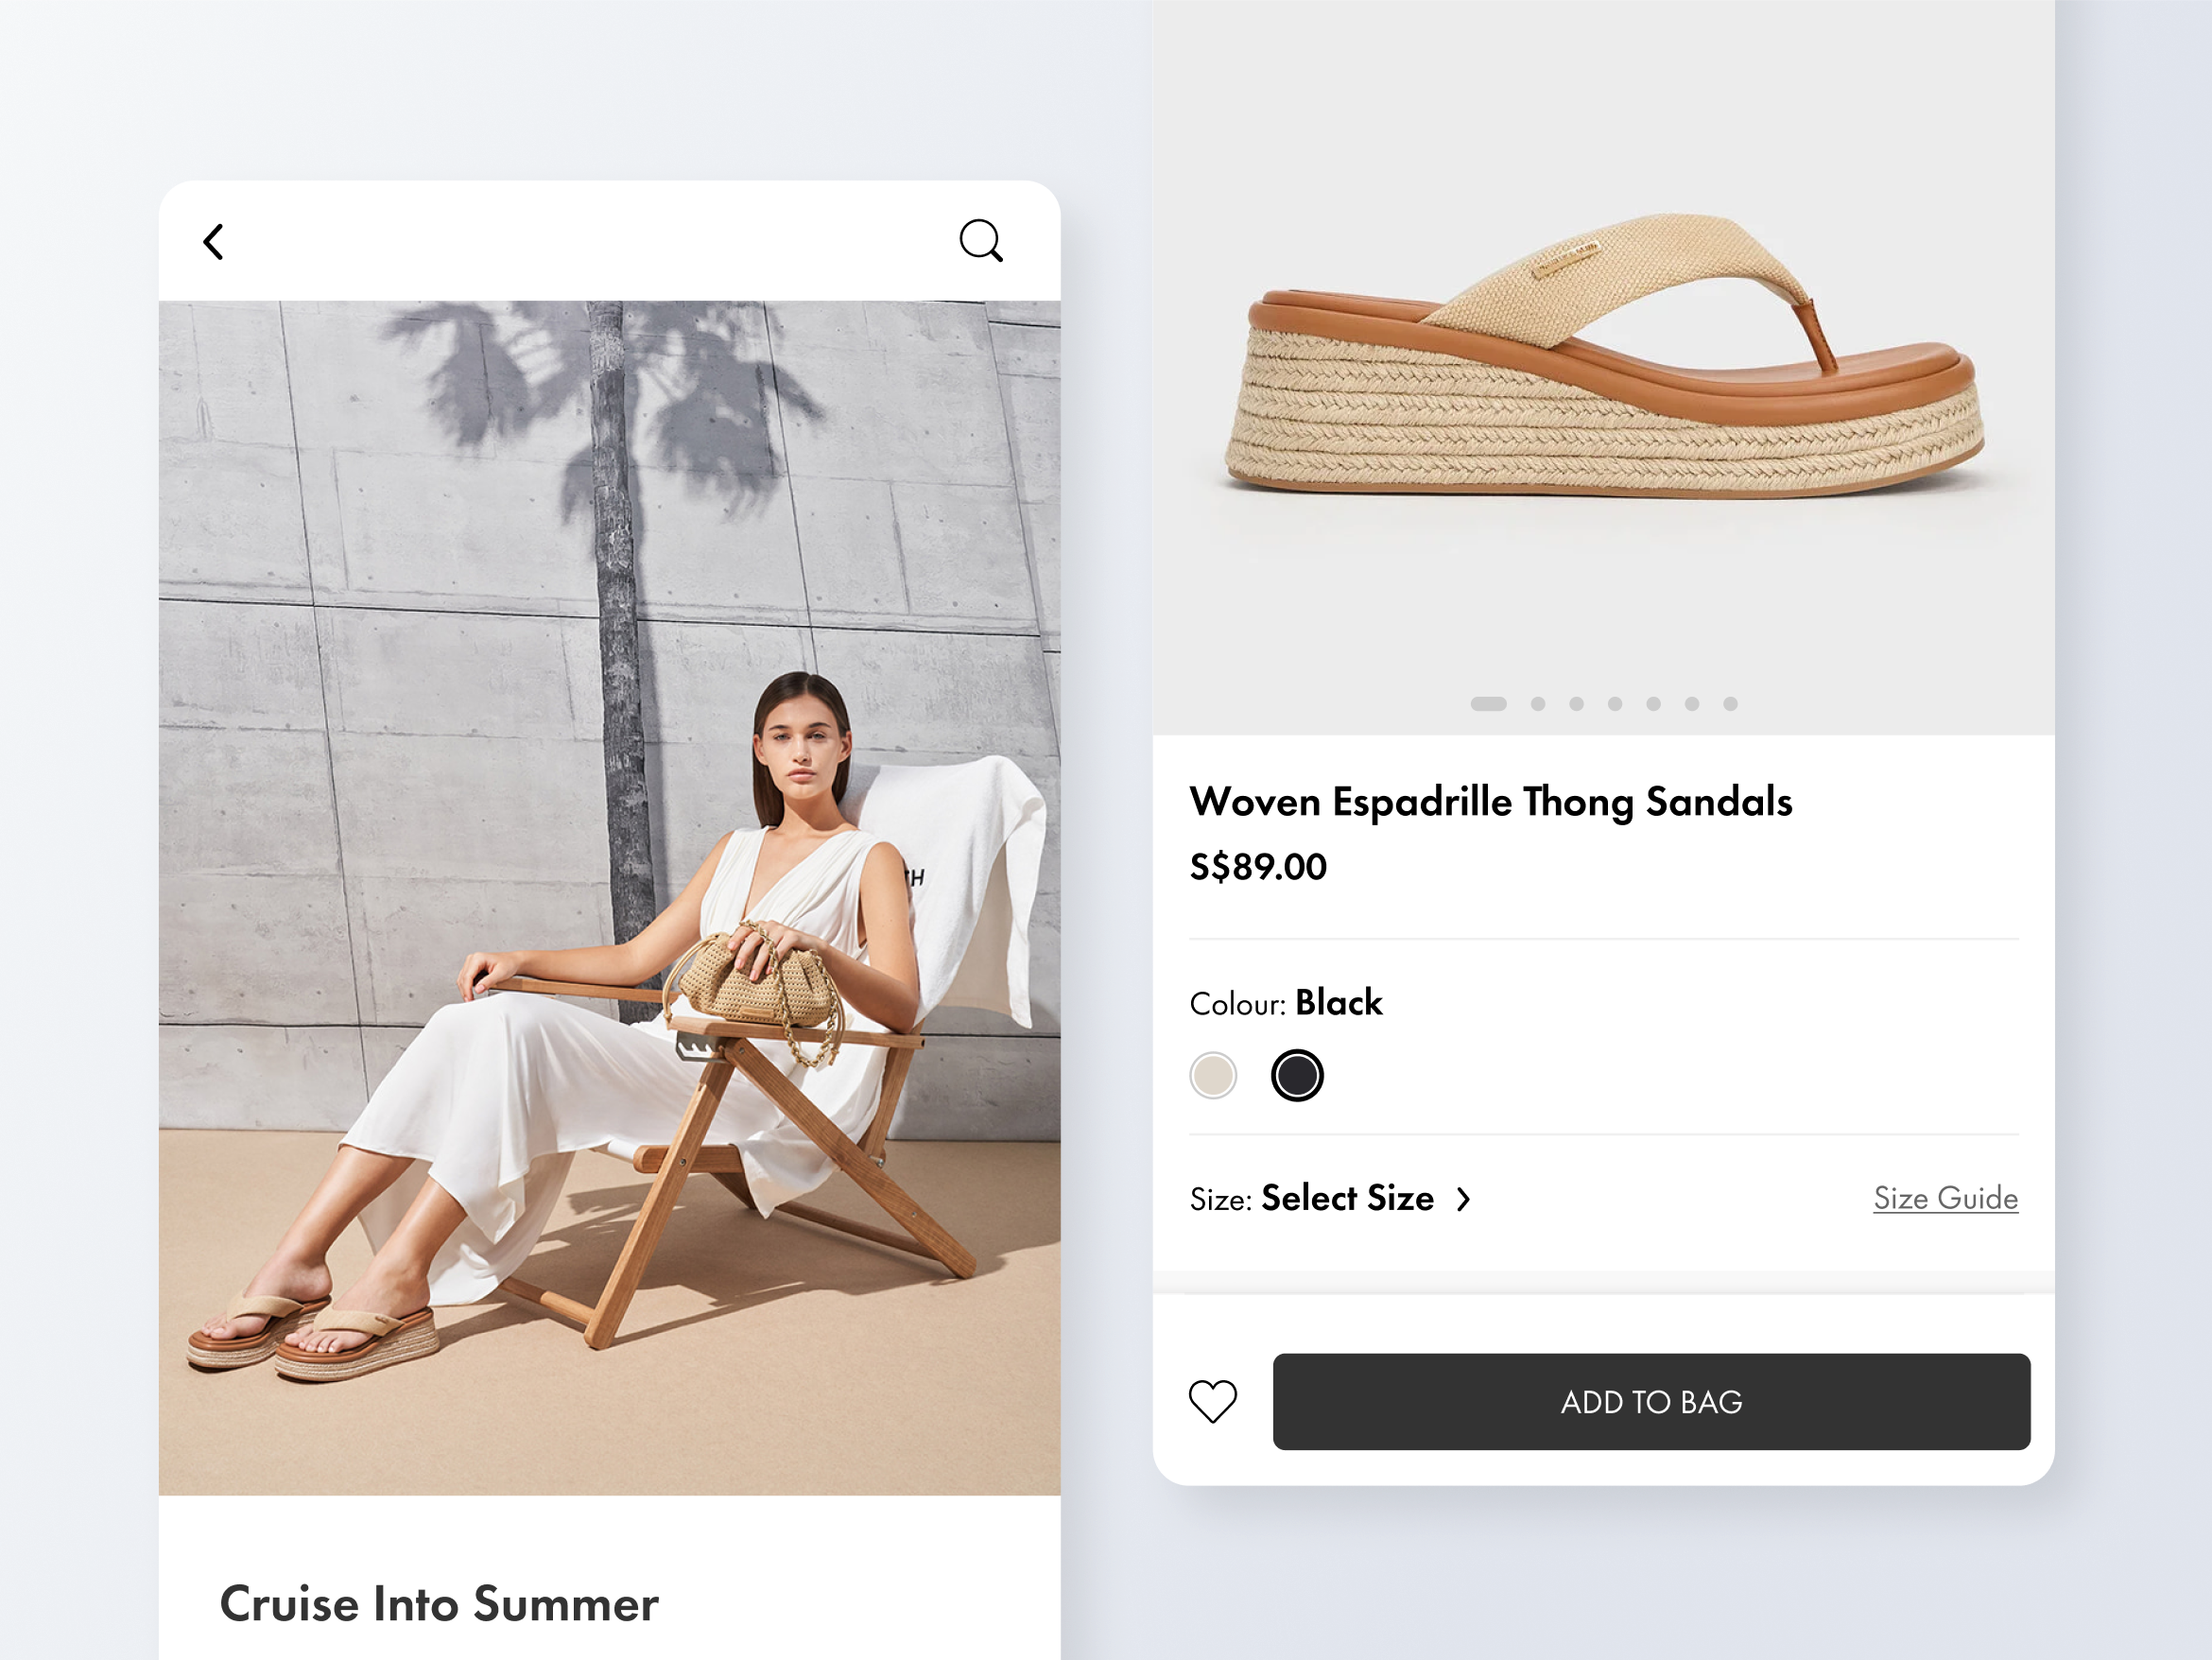 Cruise Into Summer
Woven Espadrille Thong Sandals
S$89.00
Colour: Black
Size: Select Size
Size Guide
ADD TO BAG